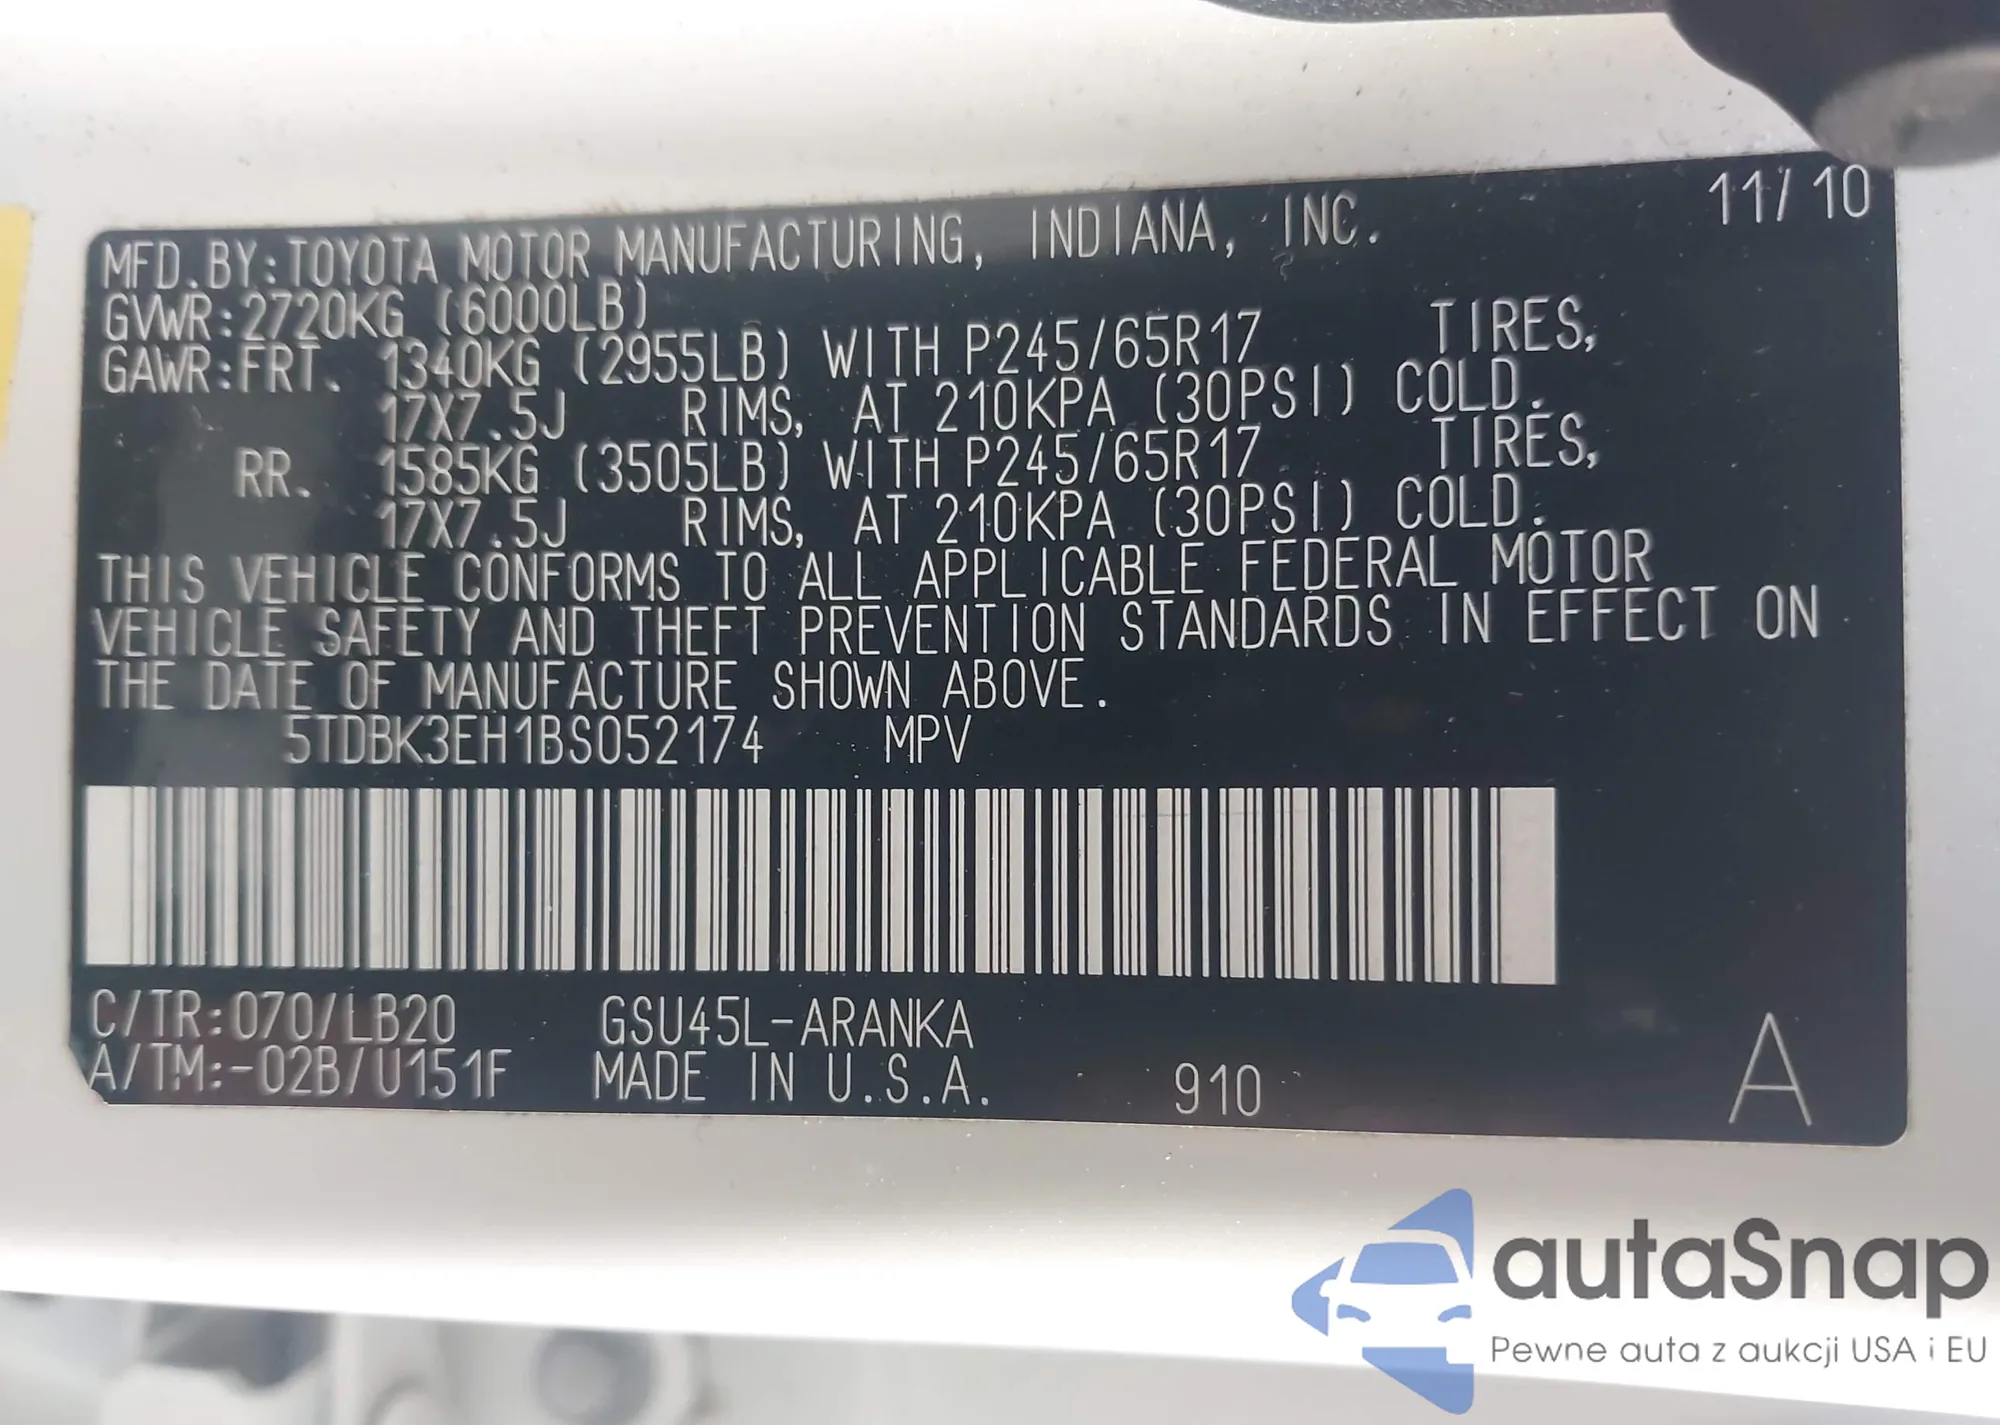 11/10
MFD.BY:TOYOTA MOTOR MANUFACTURING, INDIANA, INC.
GVWR:2720KG (6000LB)
GAWR:FRT. 1340KG (2955LB) WITH P245/65R17 TIRES,
17X7.5J RIMS, AT 210KPA (30PSI) COLD.
RR. 1585KG (3505LB) WITH P245/65R17 TIRES,
17X7.5J RIMS, AT 210KPA (30PSI) COLD.
THIS VEHICLE CONFORMS TO ALL APPLICABLE FEDERAL MOTOR
VEHICLE SAFETY AND THEFT PREVENTION STANDARDS IN EFFECT ON
THE DATE OF MANUFACTURE SHOWN ABOVE.
5TDBK3EH1BS052174 MPV
C/TR:070/LB20 GSU45L-ARANKA
A/TM:-02B/U151F MADE IN U.S.A. 910 A
autaSnap
Pewne auta z aukcji USA i EU